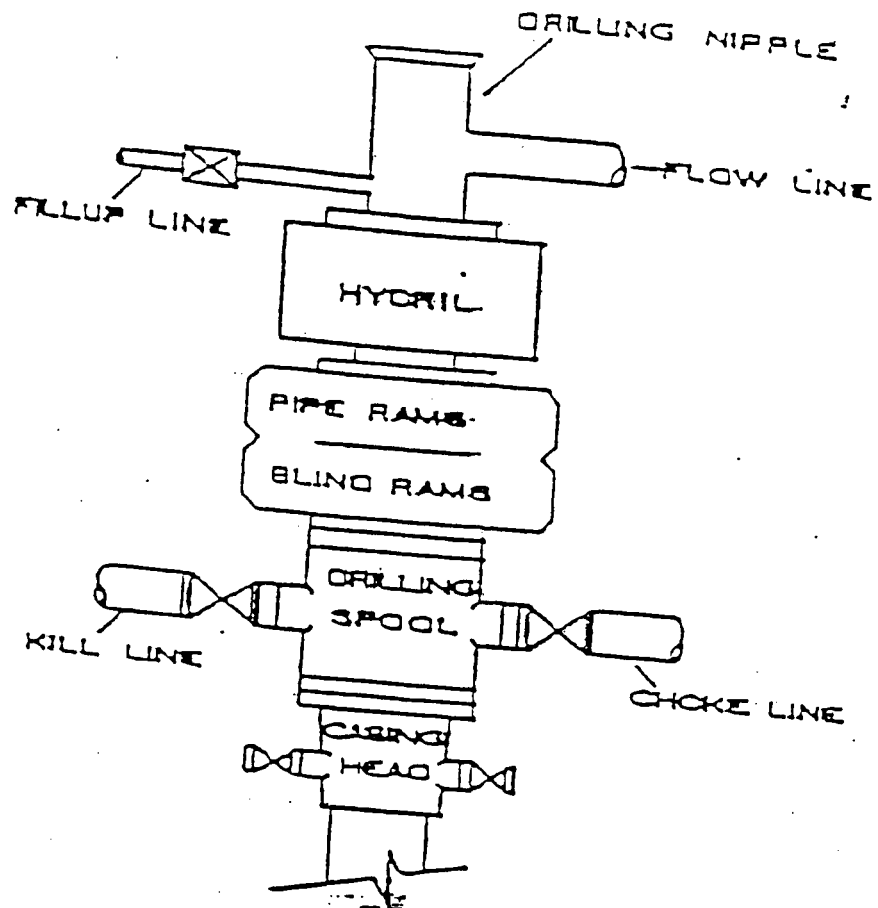 DRILLING NIPPLE
FLOW LINE
FILLUP LINE
HYDRIL
PIPE RAMS
BLIND RAMS
DRILLING
SPOOL
KILL LINE
CHOKE LINE
CASING
HEAD